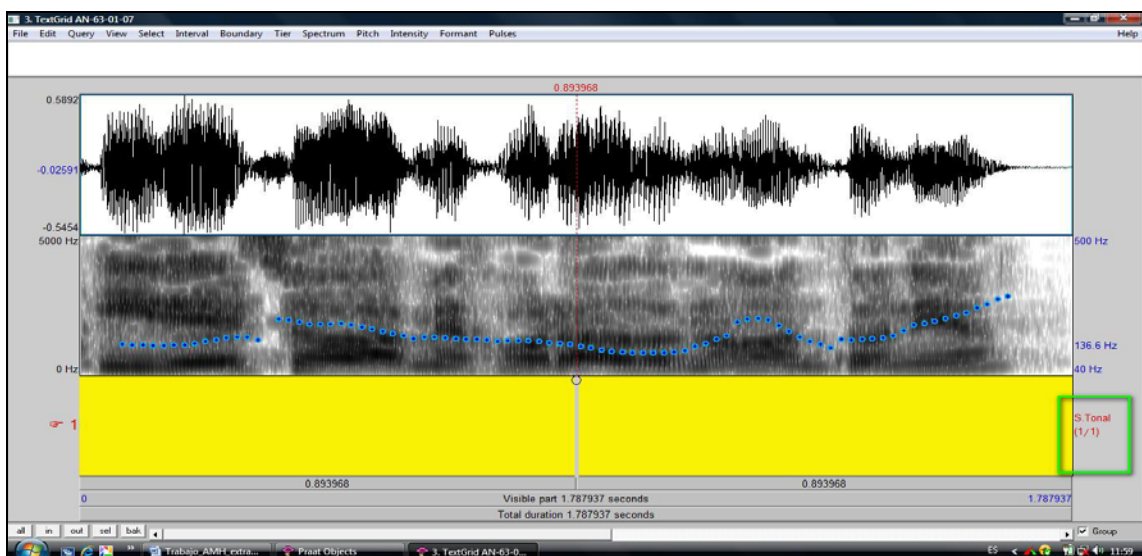 3. TextGrid AN-63-01-07
File Edit Query View Select Interval Boundary Tier Spectrum Pitch Intensity Formant Pulses Help
0.893968
0.5892
-0.02591
-0.5454
5000 Hz 500 Hz
136.6 Hz
0 Hz 40 Hz
☞ 1 S.Tonal
(1/1)
0.893968 0.893968
0 Visible part 1.787937 seconds 1.787937
Total duration 1.787937 seconds
all in out sel bak Group
Trabajo_AMH_extra... Praat Objects 3. TextGrid AN-63-0... ES 11:59